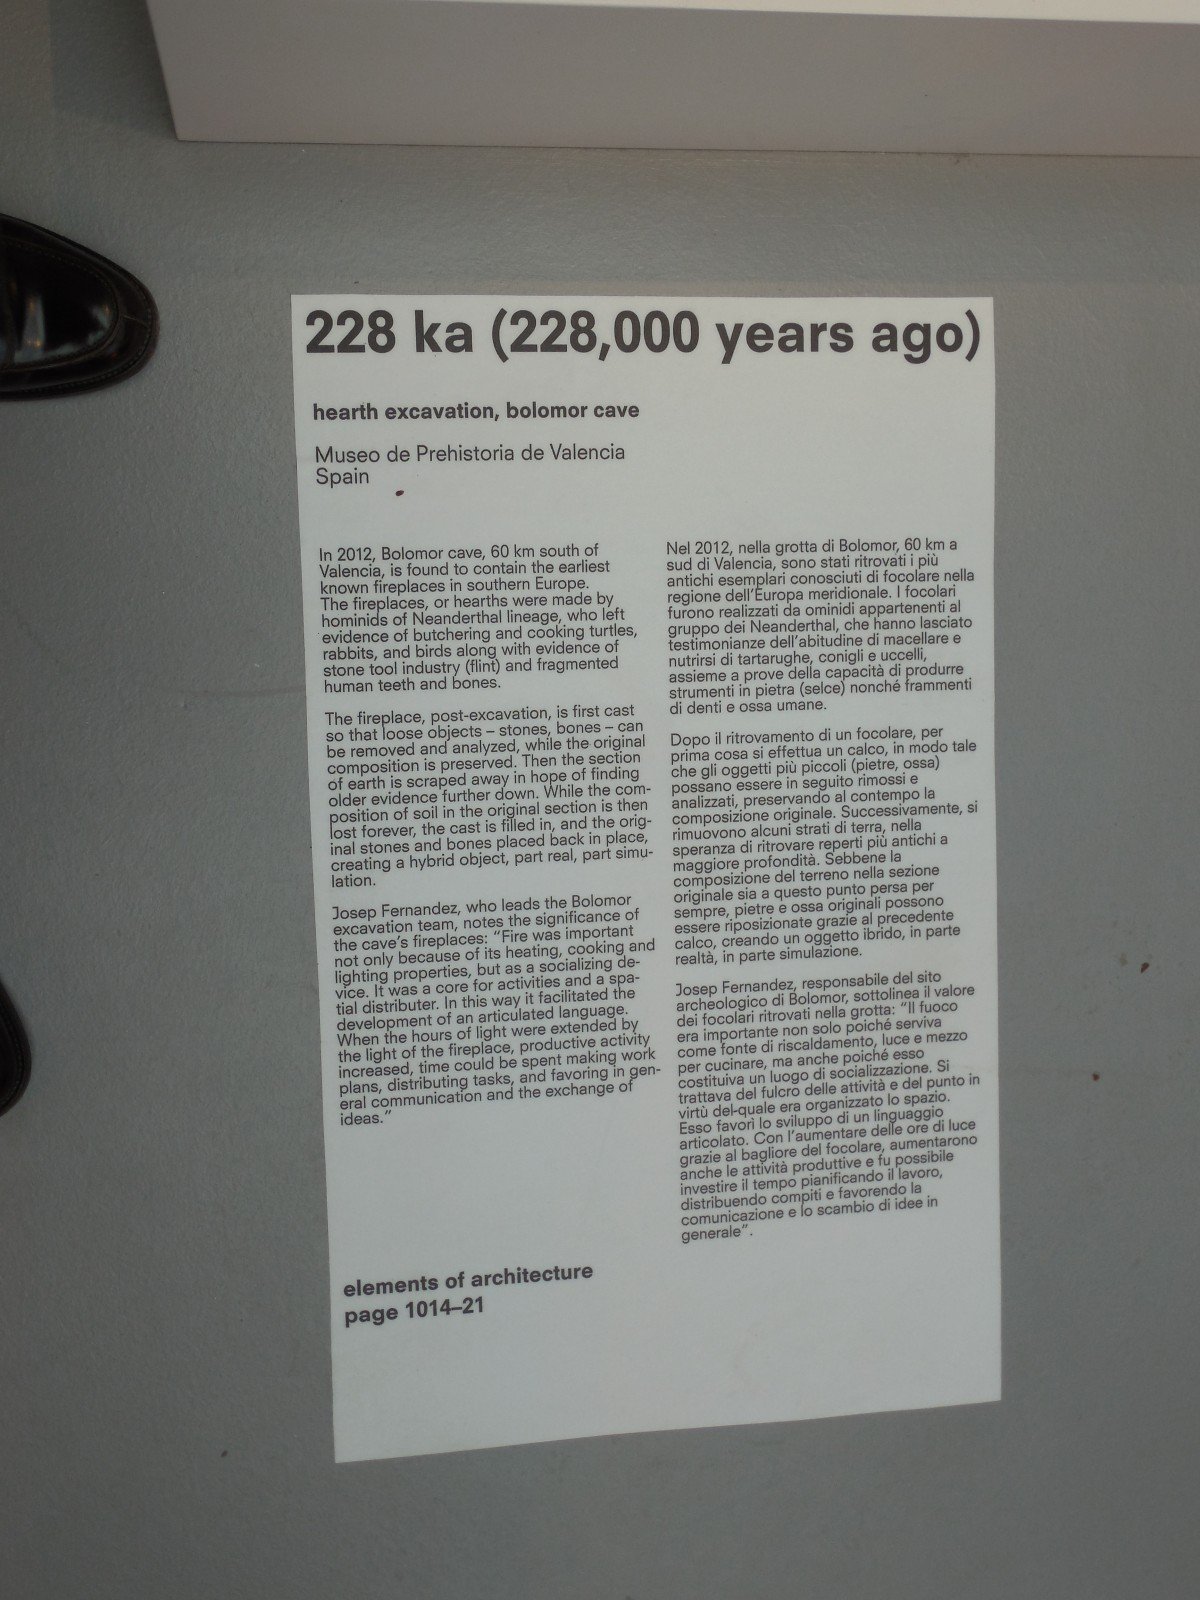 228 ka (228,000 years ago)
hearth excavation, bolomor cave
Museo de Prehistoria de Valencia
Spain
In 2012, Bolomor cave, 60 km south of
Valencia, is found to contain the earliest
known fireplaces in southern Europe.
The fireplaces, or hearths were made by
hominids of Neanderthal lineage, who left
evidence of butchering and cooking turtles,
rabbits, and birds along with evidence of
stone tool industry (flint) and fragmented
human teeth and bones.
The fireplace, post-excavation, is first cast
so that loose objects – stones, bones – can
be removed and analyzed, while the original
composition is preserved. Then the section
of earth is scraped away in hope of finding
older evidence further down. While the com-
position of soil in the original section is then
lost forever, the cast is filled in, and the orig-
inal stones and bones placed back in place,
creating a hybrid object, part real, part simu-
lation.
Josep Fernandez, who leads the Bolomor
excavation team, notes the significance of
the cave's fireplaces: “Fire was important
not only because of its heating, cooking and
lighting properties, but as a socializing de-
vice. It was a core for activities and a spa-
tial distributer. In this way it facilitated the
development of an articulated language.
When the hours of light were extended by
the light of the fireplace, productive activity
increased, time could be spent making work
plans, distributing tasks, and favoring in gen-
eral communication and the exchange of
ideas.”
Nel 2012, nella grotta di Bolomor, 60 km a
sud di Valencia, sono stati ritrovati i più
antichi esemplari conosciuti di focolare nella
regione dell'Europa meridionale. I focolari
furono realizzati da ominidi appartenenti al
gruppo dei Neanderthal, che hanno lasciato
testimonianze dell'abitudine di macellare e
nutrirsi di tartarughe, conigli e uccelli,
assieme a prove della capacità di produrre
strumenti in pietra (selce) nonché frammenti
di denti e ossa umane.
Dopo il ritrovamento di un focolare, per
prima cosa si effettua un calco, in modo tale
che gli oggetti più piccoli (pietre, ossa)
possano essere in seguito rimossi e
analizzati, preservando al contempo la
composizione originale. Successivamente, si
rimuovono alcuni strati di terra, nella
speranza di ritrovare reperti più antichi a
maggiore profondità. Sebbene la
composizione del terreno nella sezione
originale sia a questo punto persa per
sempre, pietre e ossa originali possono
essere riposizionate grazie al precedente
calco, creando un oggetto ibrido, in parte
realtà, in parte simulazione.
Josep Fernandez, responsabile del sito
archeologico di Bolomor, sottolinea il valore
dei focolari ritrovati nella grotta: “Il fuoco
era importante non solo poiché serviva
come fonte di riscaldamento, luce e mezzo
per cucinare, ma anche poiché esso
costituiva un luogo di socializzazione. Si
trattava del fulcro delle attività e del punto in
virtù del-quale era organizzato lo spazio.
Esso favorì lo sviluppo di un linguaggio
articolato. Con l'aumentare delle ore di luce
grazie al bagliore del focolare, aumentarono
anche le attività produttive e fu possibile
investire il tempo pianificando il lavoro,
distribuendo compiti e favorendo la
comunicazione e lo scambio di idee in
generale”.
elements of architecture
page 1014–21